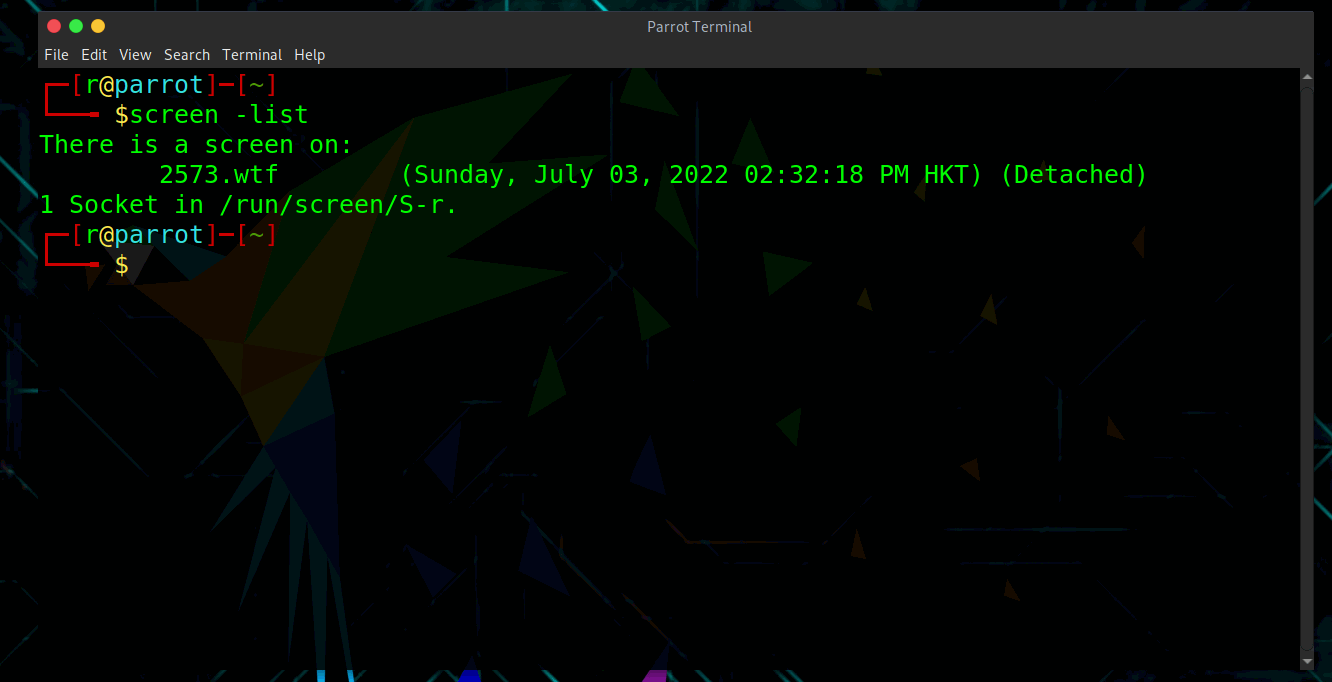 Parrot Terminal
File Edit View Search Terminal Help
┌─[r@parrot]─[~]
└──╼ $screen -list
There is a screen on:
        2573.wtf        (Sunday, July 03, 2022 02:32:18 PM HKT) (Detached)
1 Socket in /run/screen/S-r.
┌─[r@parrot]─[~]
└──╼ $